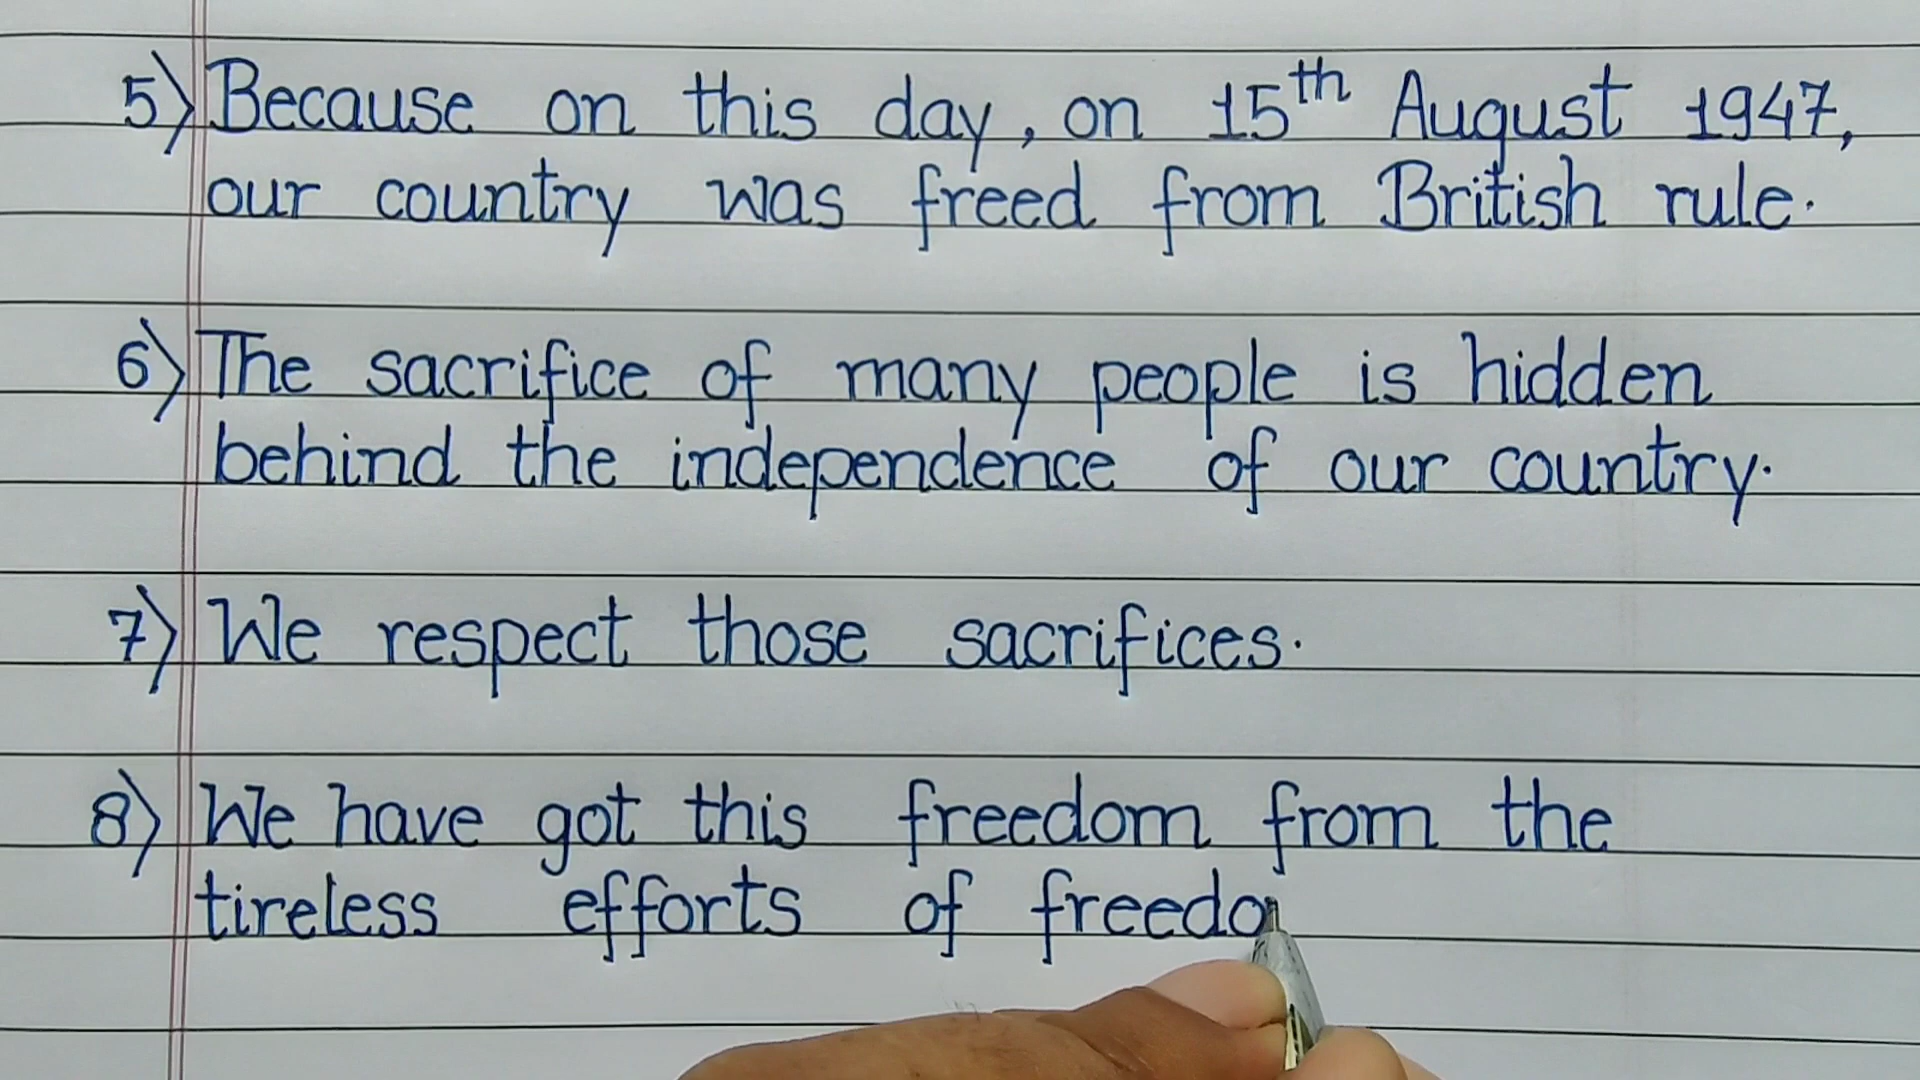 5) Because on this day, on 15th August 1947,
our country was freed from British rule.
6) The sacrifice of many people is hidden
behind the independence of our country.
7) We respect those sacrifices.
8) We have got this freedom from the
tireless efforts of freedo